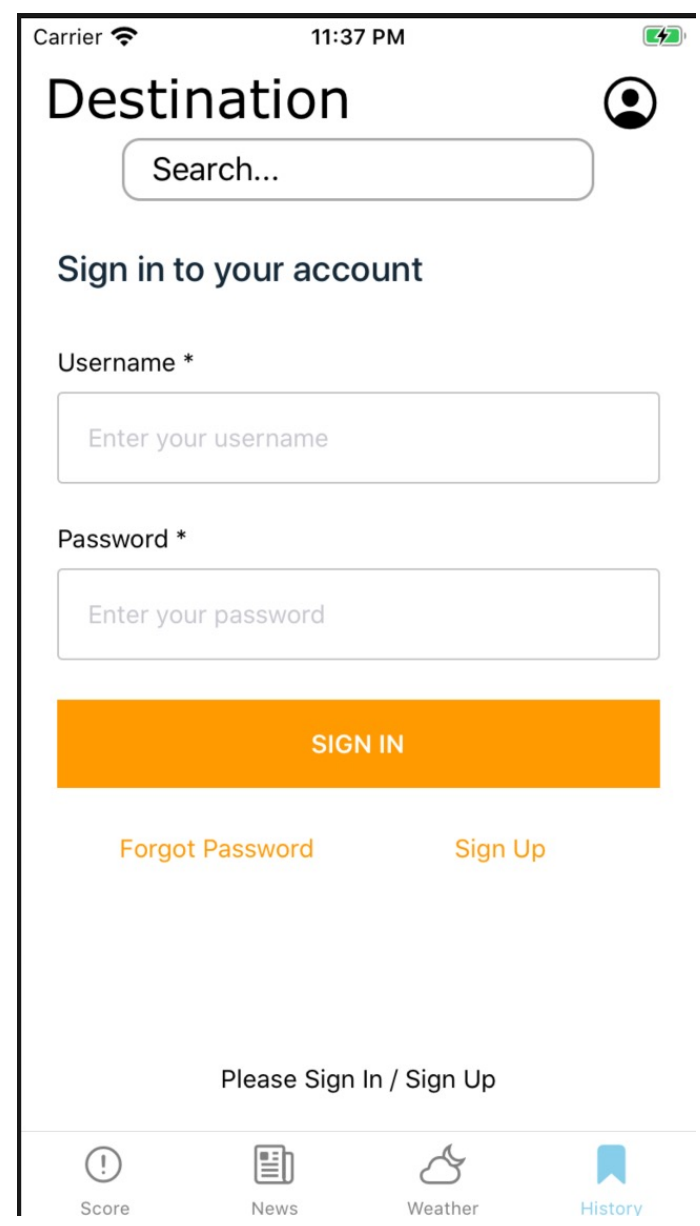 Carrier 11:37 PM
Destination
Search...
Sign in to your account
Username *
Enter your username
Password *
Enter your password
SIGN IN
Forgot Password Sign Up
Please Sign In / Sign Up
Score News Weather History